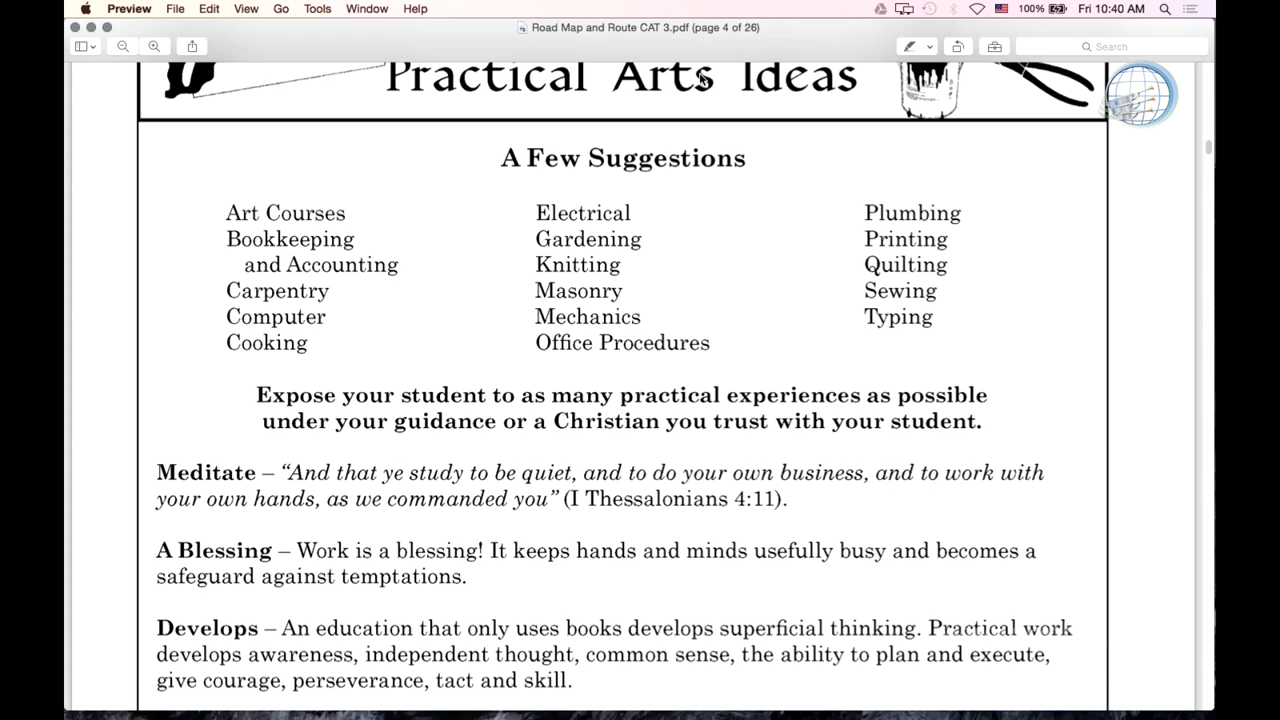 Preview File Edit View Go Tools Window Help 100% Fri 10:40 AM
Road Map and Route CAT 3.pdf (page 4 of 26)
Search
Practical Arts Ideas
A Few Suggestions
Art Courses
Bookkeeping
and Accounting
Carpentry
Computer
Cooking
Electrical
Gardening
Knitting
Masonry
Mechanics
Office Procedures
Plumbing
Printing
Quilting
Sewing
Typing
Expose your student to as many practical experiences as possible
under your guidance or a Christian you trust with your student.
Meditate – “And that ye study to be quiet, and to do your own business, and to work with
your own hands, as we commanded you” (I Thessalonians 4:11).
A Blessing – Work is a blessing! It keeps hands and minds usefully busy and becomes a
safeguard against temptations.
Develops – An education that only uses books develops superficial thinking. Practical work
develops awareness, independent thought, common sense, the ability to plan and execute,
give courage, perseverance, tact and skill.